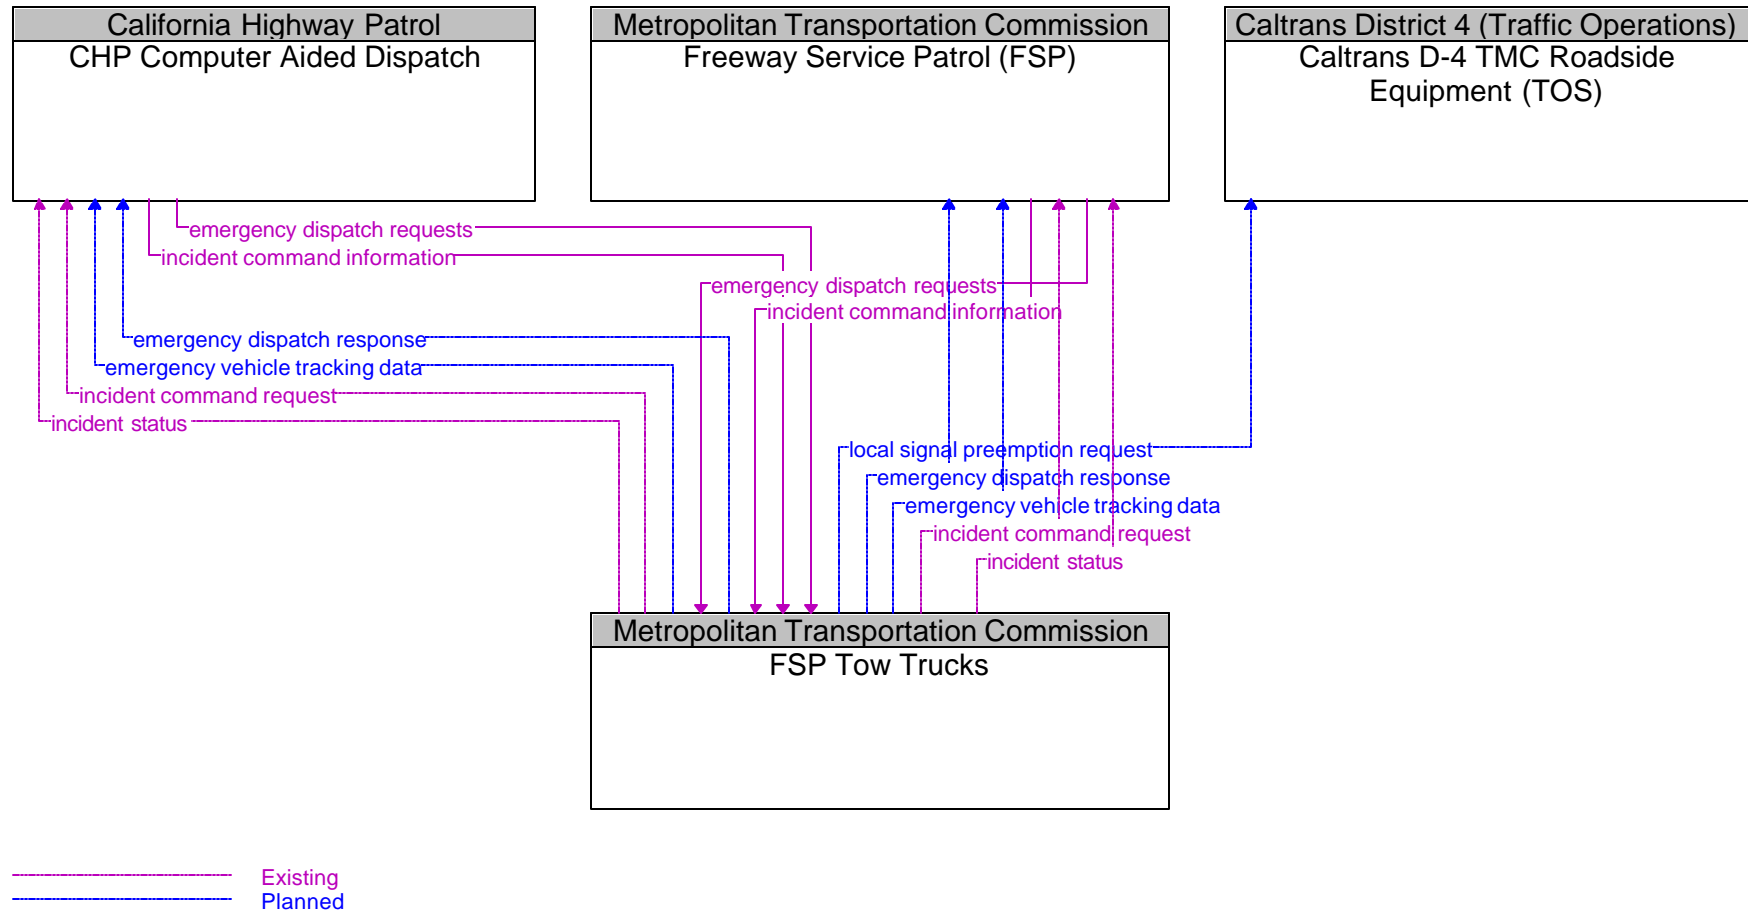 California Highway Patrol
CHP Computer Aided Dispatch
Metropolitan Transportation Commission
Freeway Service Patrol (FSP)
Caltrans District 4 (Traffic Operations)
Caltrans D-4 TMC Roadside
Equipment (TOS)
emergency dispatch requests
incident command information
emergency dispatch requests
incident command information
emergency dispatch response
emergency vehicle tracking data
incident command request
incident status
local signal preemption request
emergency dispatch response
emergency vehicle tracking data
incident command request
incident status
Metropolitan Transportation Commission
FSP Tow Trucks
Existing
Planned